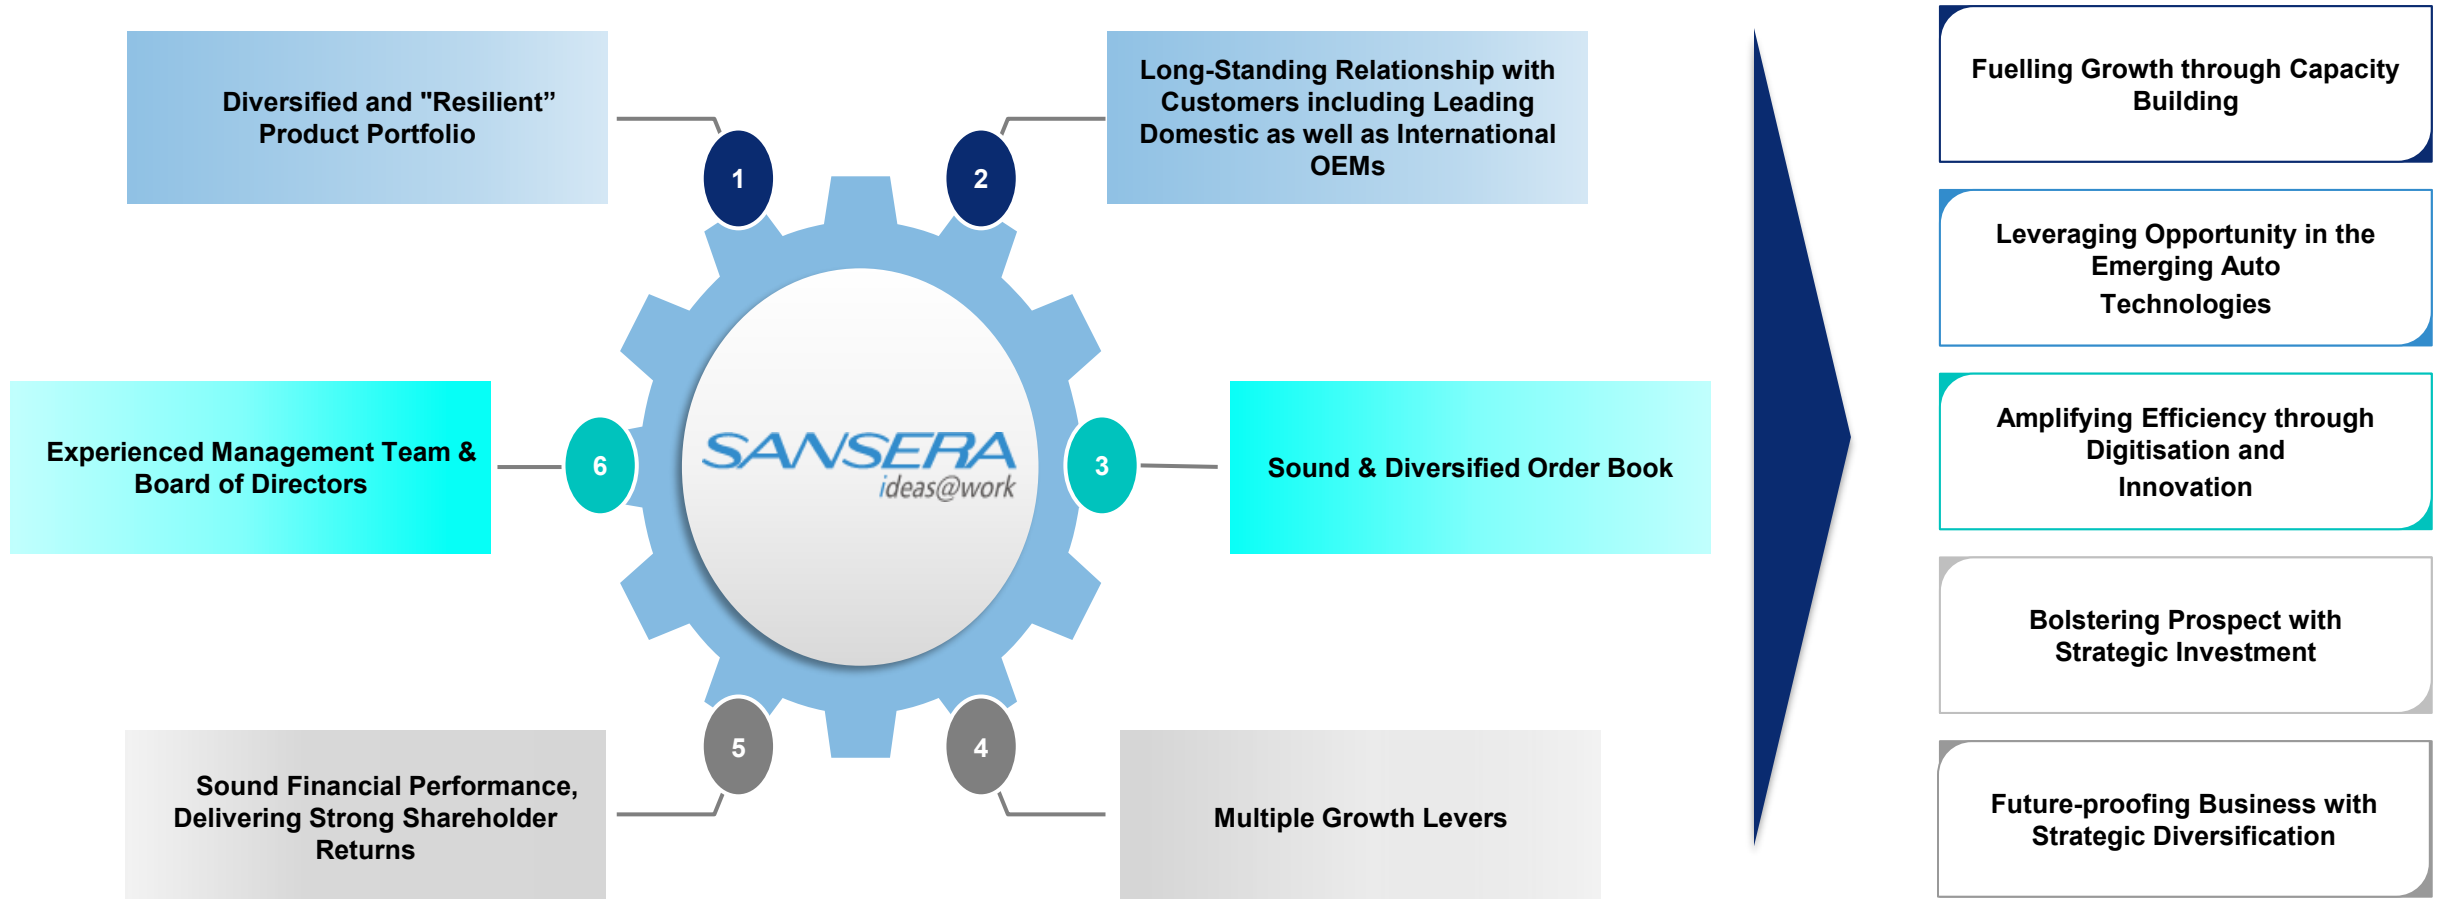 Diversified and "Resilient”
Product Portfolio
1
2
Long-Standing Relationship with
Customers including Leading
Domestic as well as International
OEMs
Experienced Management Team &
Board of Directors
6
SANSERA
ideas@work
3
Sound & Diversified Order Book
Sound Financial Performance,
Delivering Strong Shareholder
Returns
5
4
Multiple Growth Levers
Fuelling Growth through Capacity
Building
Leveraging Opportunity in the
Emerging Auto
Technologies
Amplifying Efficiency through
Digitisation and
Innovation
Bolstering Prospect with
Strategic Investment
Future-proofing Business with
Strategic Diversification